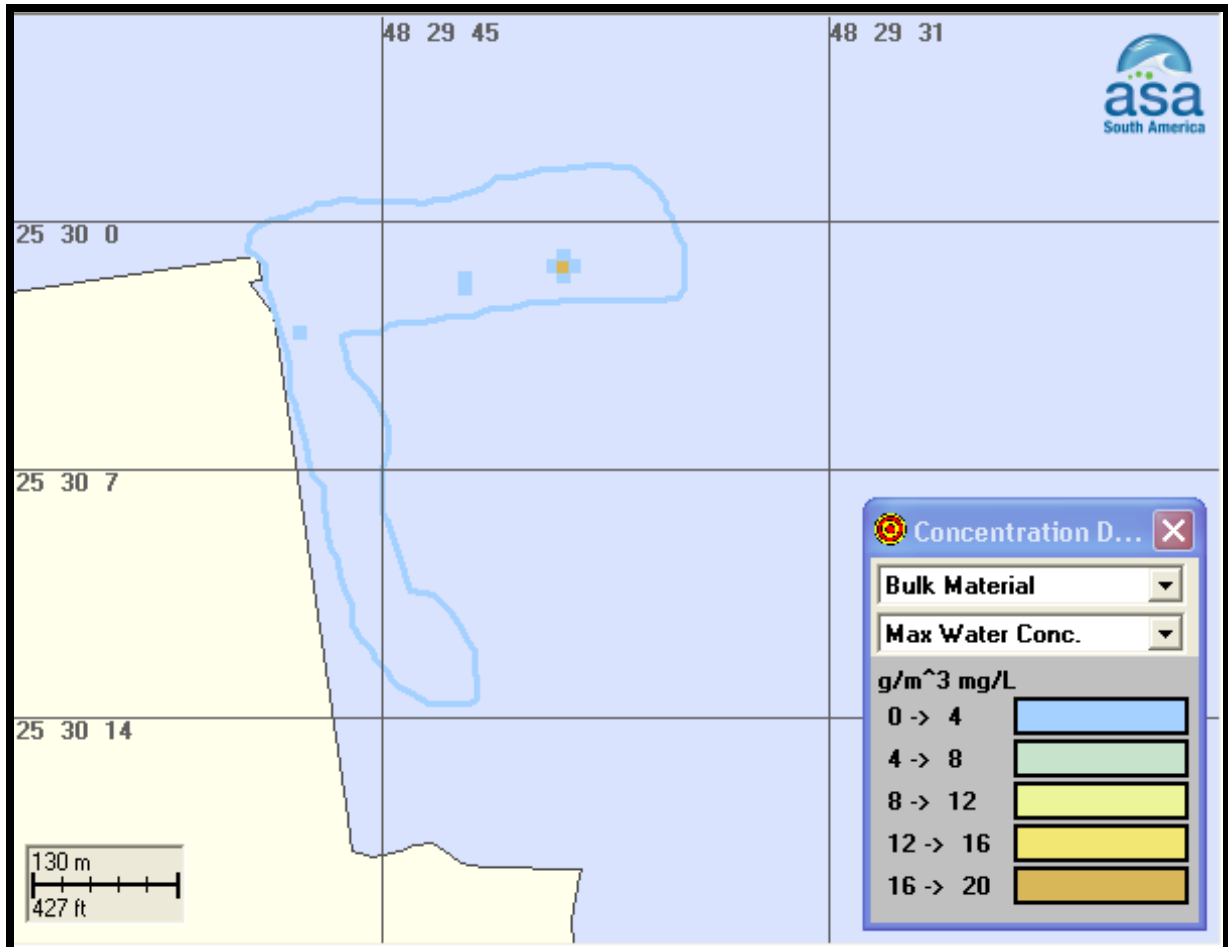 48 29 45
48 29 31
asa
South America
25 30 0
25 30 7
25 30 14
Concentration D...
Bulk Material
Max Water Conc.
g/m^3 mg/L
0 -> 4
4 -> 8
8 -> 12
12 -> 16
16 -> 20
130 m
427 ft